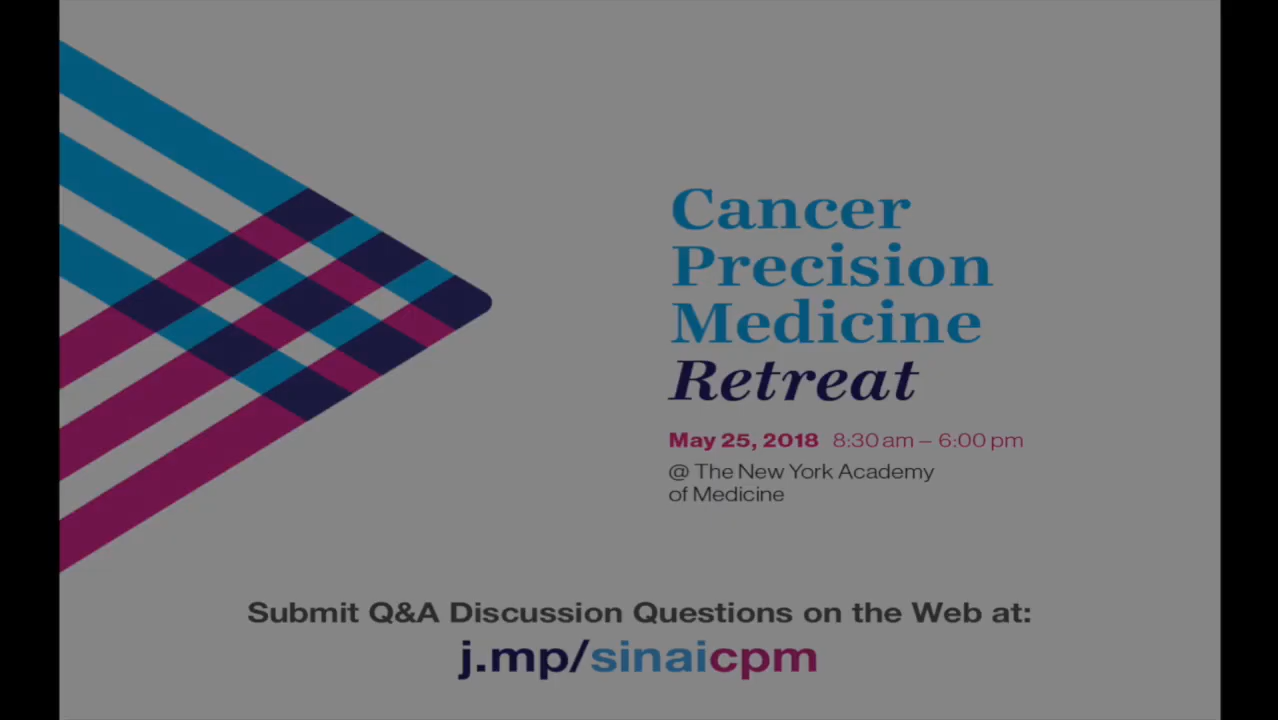 Cancer
Precision
Medicine
Retreat
May 25, 2018 8:30 am – 6:00 pm
@ The New York Academy
of Medicine
Submit Q&A Discussion Questions on the Web at:
j.mp/sinaicpm